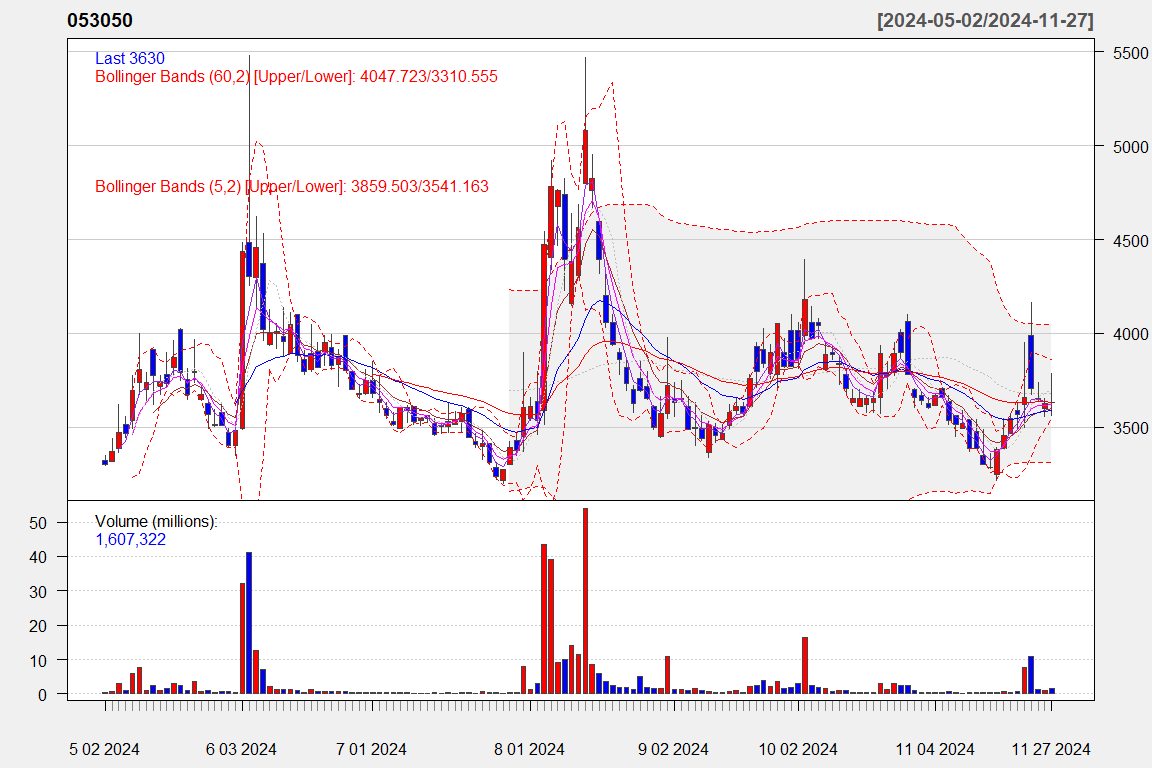 053050 [2024-05-02/2024-11-27]
Last 3630
Bollinger Bands (60,2) [Upper/Lower]: 4047.723/3310.555
Bollinger Bands (5,2) [Upper/Lower]: 3859.503/3541.163
5500
5000
4500
4000
3500
Volume (millions):
1,607,322
50
40
30
20
10
0
5 02 2024 6 03 2024 7 01 2024 8 01 2024 9 02 2024 10 02 2024 11 04 2024 11 27 2024